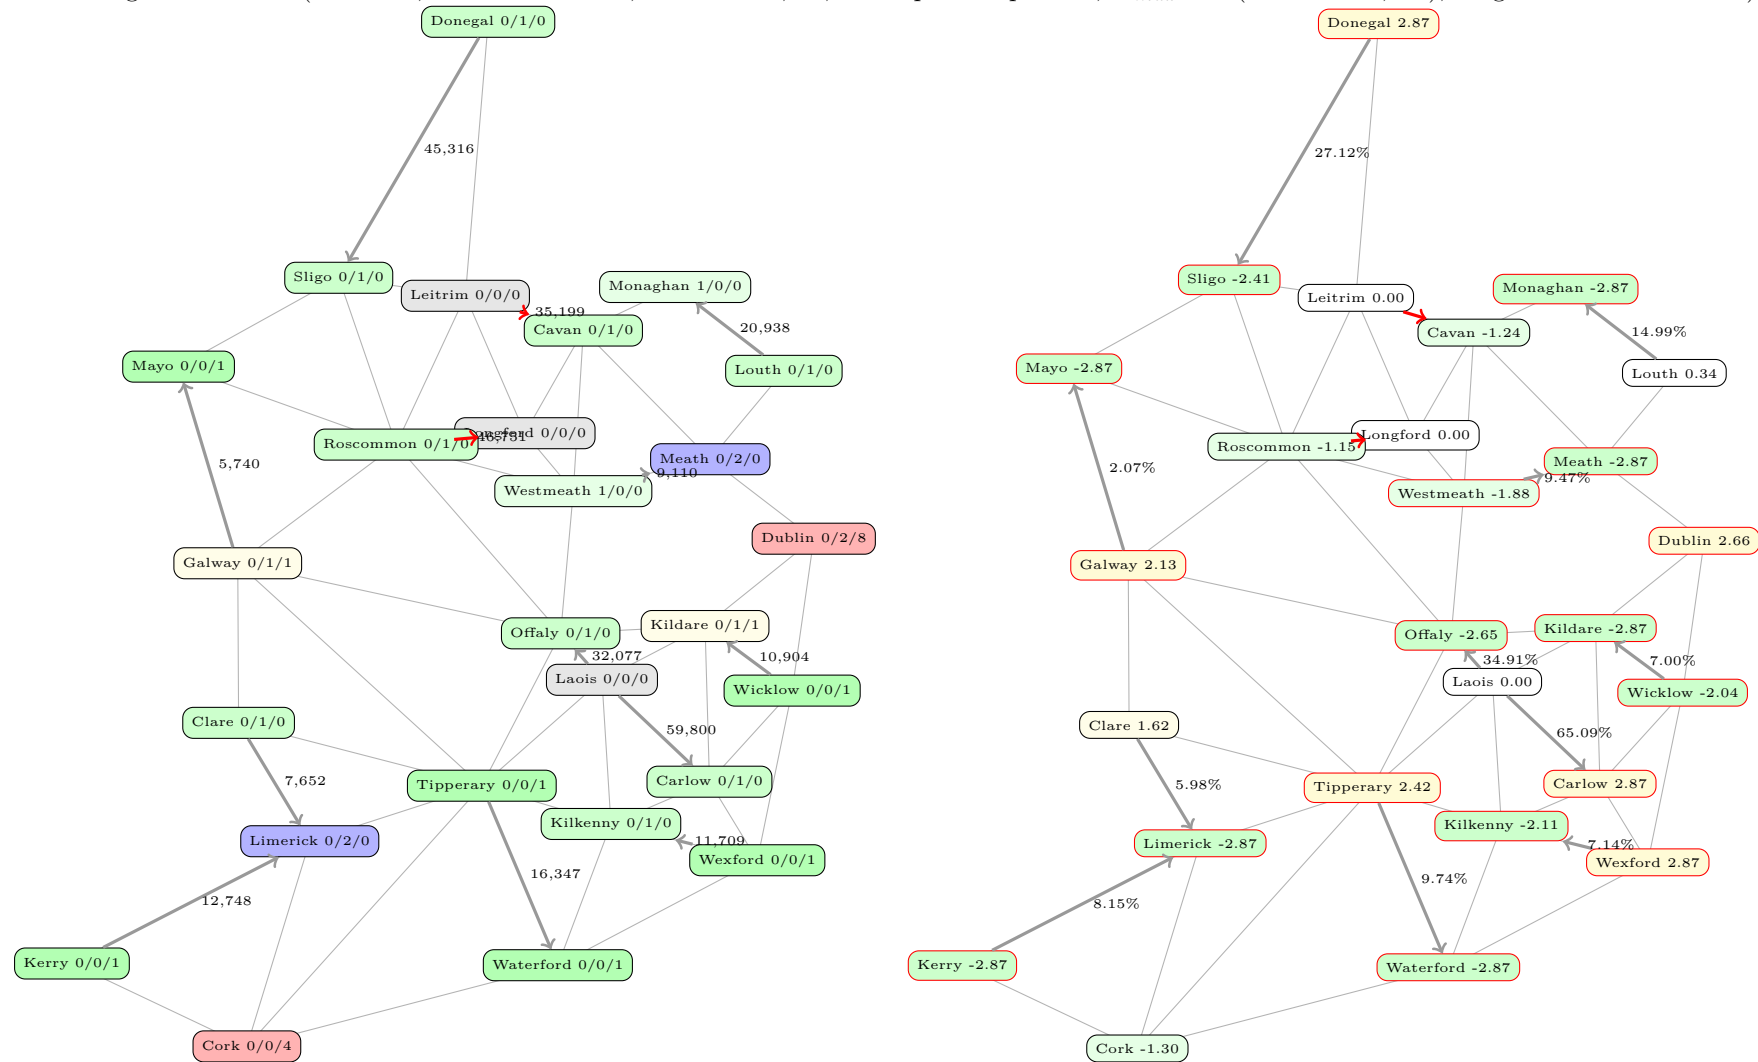 Donegal 0/1/0
45,316
Sligo 0/1/0
Leitrim 0/0/0
Monaghan 1/0/0
35,199
Cavan 0/1/0
20,938
Mayo 0/0/1
Louth 0/1/0
Longford 0/0/0
46,731
Roscommon 0/1/0
Meath 0/2/0
5,740
9,110
Westmeath 1/0/0
Dublin 0/2/8
Galway 0/1/1
Offaly 0/1/0
Kildare 0/1/1
32,077
10,904
Laois 0/0/0
Wicklow 0/0/1
Clare 0/1/0
59,800
7,652
Tipperary 0/0/1
Carlow 0/1/0
Kilkenny 0/1/0
Limerick 0/2/0
11,709
Wexford 0/0/1
16,347
12,748
Kerry 0/0/1
Waterford 0/0/1
Cork 0/0/4
Donegal 2.87
27.12%
Sligo -2.41
Leitrim 0.00
Monaghan -2.87
Cavan -1.24
14.99%
Mayo -2.87
Louth 0.34
Longford 0.00
Roscommon -1.15
Meath -2.87
2.07%
9.47%
Westmeath -1.88
Dublin 2.66
Galway 2.13
Offaly -2.65
Kildare -2.87
34.91%
7.00%
Laois 0.00
Wicklow -2.04
Clare 1.62
65.09%
5.98%
Tipperary 2.42
Carlow 2.87
Kilkenny -2.11
Limerick -2.87
7.14%
Wexford 2.87
9.74%
8.15%
Kerry -2.87
Waterford -2.87
Cork -1.30